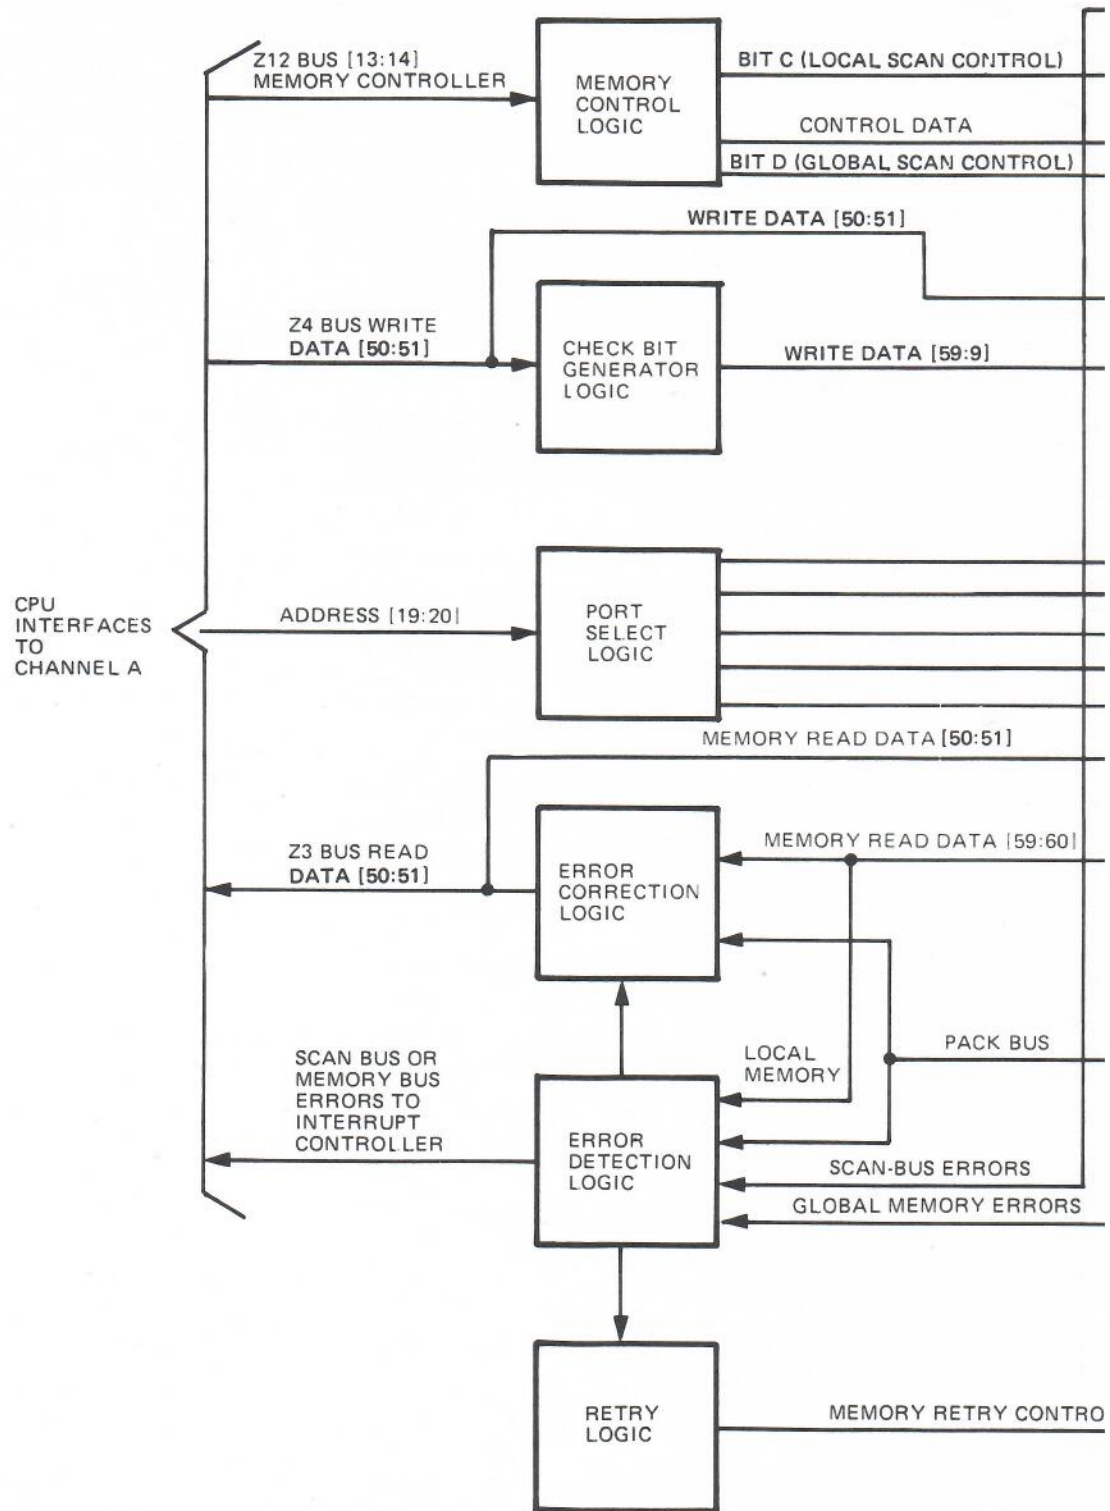 Z12 BUS [13:14]
MEMORY CONTROLLER
MEMORY
CONTROL
LOGIC
BIT C (LOCAL SCAN CONTROL)
CONTROL DATA
BIT D (GLOBAL SCAN CONTROL)
WRITE DATA [50:51]
Z4 BUS WRITE
DATA [50:51]
CHECK BIT
GENERATOR
LOGIC
WRITE DATA [59:9]
CPU
INTERFACES
TO
CHANNEL A
ADDRESS [19:20]
PORT
SELECT
LOGIC
MEMORY READ DATA [50:51]
Z3 BUS READ
DATA [50:51]
ERROR
CORRECTION
LOGIC
MEMORY READ DATA [59:60]
PACK BUS
LOCAL
MEMORY
SCAN BUS OR
MEMORY BUS
ERRORS TO
INTERRUPT
CONTROLLER
ERROR
DETECTION
LOGIC
SCAN-BUS ERRORS
GLOBAL MEMORY ERRORS
RETRY
LOGIC
MEMORY RETRY CONTRO